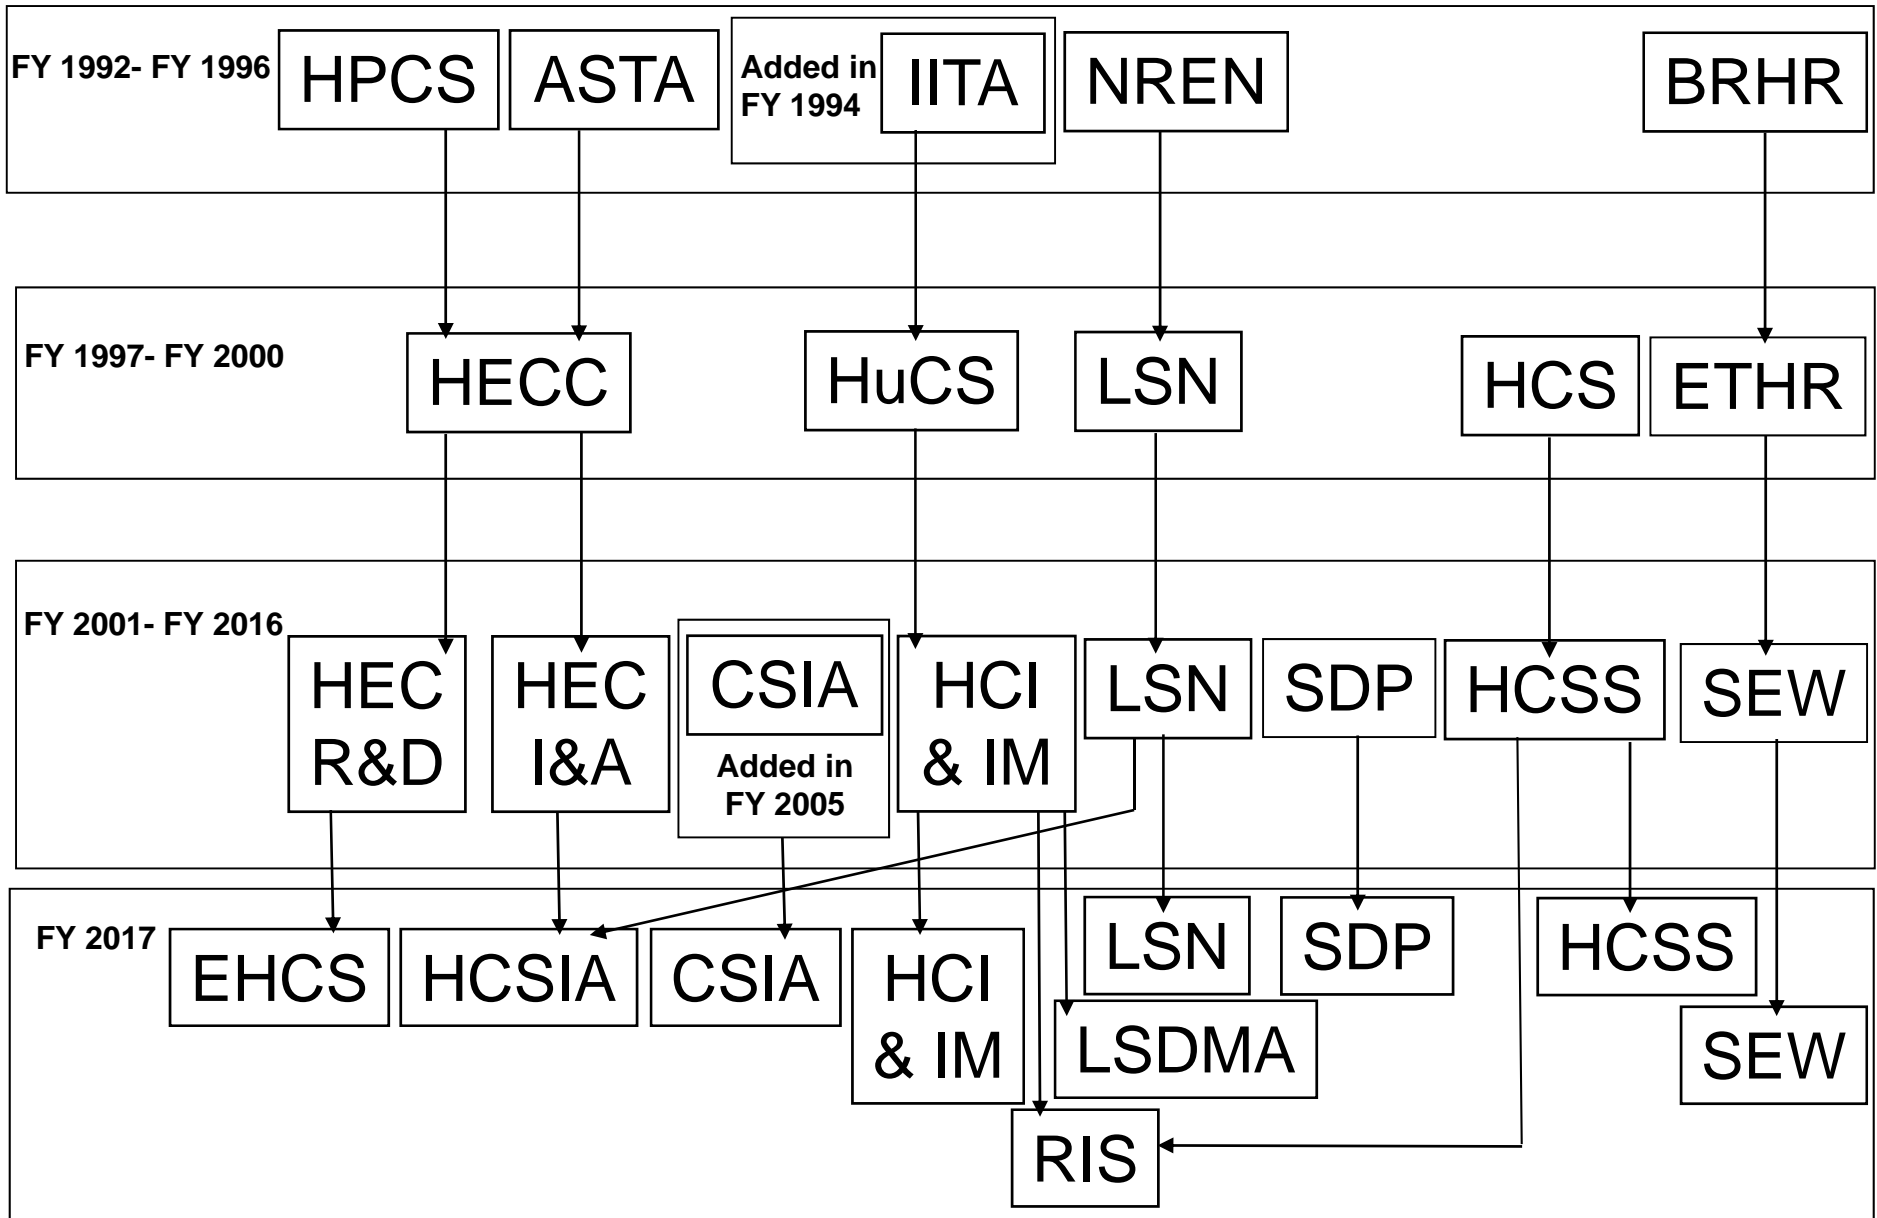 FY 1992- FY 1996
HPCS
ASTA
Added in
FY 1994
IITA
NREN
BRHR
FY 1997- FY 2000
HECC
HuCS
LSN
HCS
ETHR
FY 2001- FY 2016
HEC
R&D
HEC
I&A
CSIA
Added in
FY 2005
HCI
& IM
LSN
SDP
HCSS
SEW
FY 2017
EHCS
HCSIA
CSIA
HCI
& IM
LSN
SDP
HCSS
LSDMA
SEW
RIS